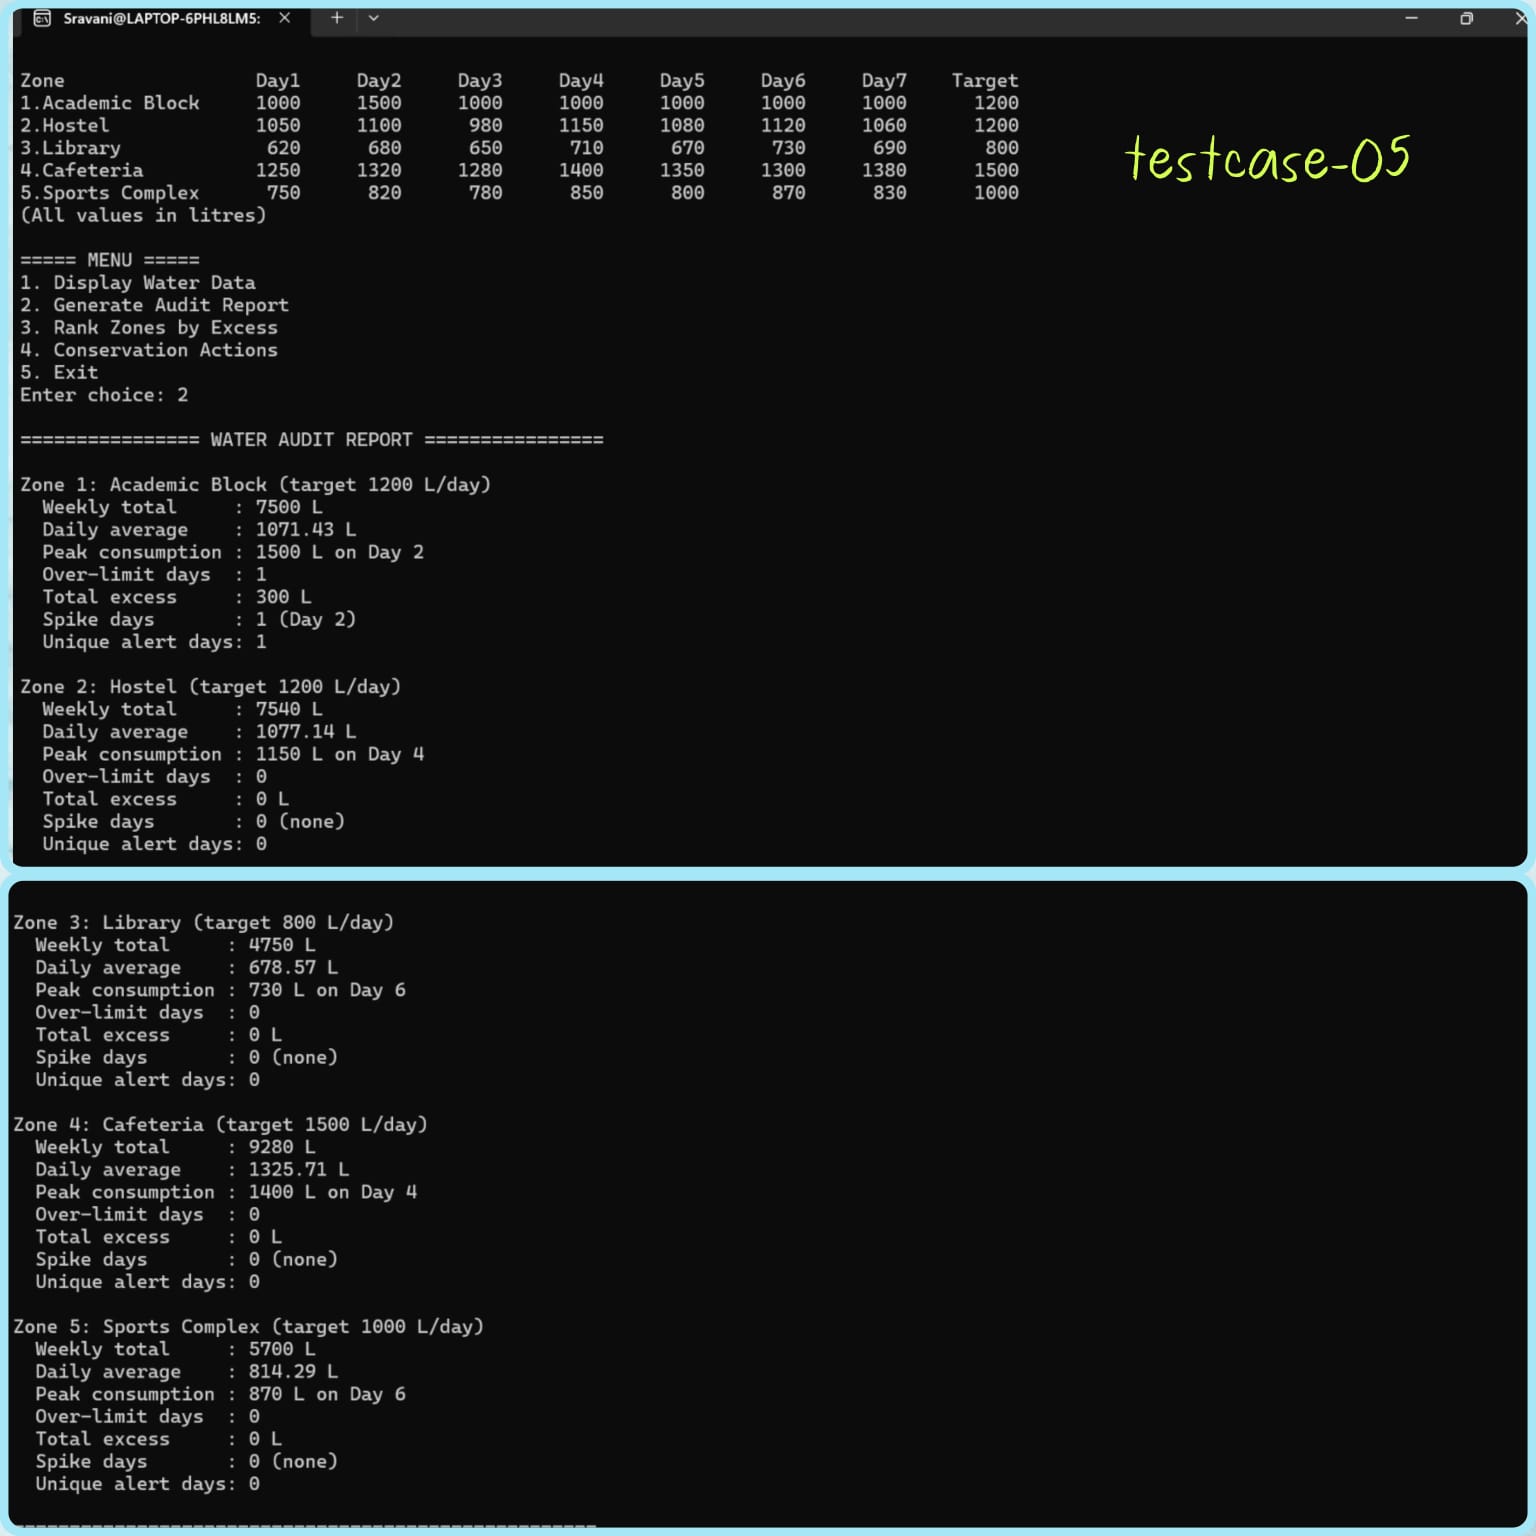 Sravani@LAPTOP-6PHL8LM5:
Zone Day1 Day2 Day3 Day4 Day5 Day6 Day7 Target
1.Academic Block 1000 1500 1000 1000 1000 1000 1000 1200
2.Hostel 1050 1100 980 1150 1080 1120 1060 1200
3.Library 620 680 650 710 670 730 690 800
4.Cafeteria 1250 1320 1280 1400 1350 1300 1380 1500
5.Sports Complex 750 820 780 850 800 870 830 1000
(All values in litres)
testcase-05
===== MENU =====
1. Display Water Data
2. Generate Audit Report
3. Rank Zones by Excess
4. Conservation Actions
5. Exit
Enter choice: 2
================ WATER AUDIT REPORT ================
Zone 1: Academic Block (target 1200 L/day)
Weekly total : 7500 L
Daily average : 1071.43 L
Peak consumption : 1500 L on Day 2
Over-limit days : 1
Total excess : 300 L
Spike days : 1 (Day 2)
Unique alert days: 1
Zone 2: Hostel (target 1200 L/day)
Weekly total : 7540 L
Daily average : 1077.14 L
Peak consumption : 1150 L on Day 4
Over-limit days : 0
Total excess : 0 L
Spike days : 0 (none)
Unique alert days: 0
Zone 3: Library (target 800 L/day)
Weekly total : 4750 L
Daily average : 678.57 L
Peak consumption : 730 L on Day 6
Over-limit days : 0
Total excess : 0 L
Spike days : 0 (none)
Unique alert days: 0
Zone 4: Cafeteria (target 1500 L/day)
Weekly total : 9280 L
Daily average : 1325.71 L
Peak consumption : 1400 L on Day 4
Over-limit days : 0
Total excess : 0 L
Spike days : 0 (none)
Unique alert days: 0
Zone 5: Sports Complex (target 1000 L/day)
Weekly total : 5700 L
Daily average : 814.29 L
Peak consumption : 870 L on Day 6
Over-limit days : 0
Total excess : 0 L
Spike days : 0 (none)
Unique alert days: 0